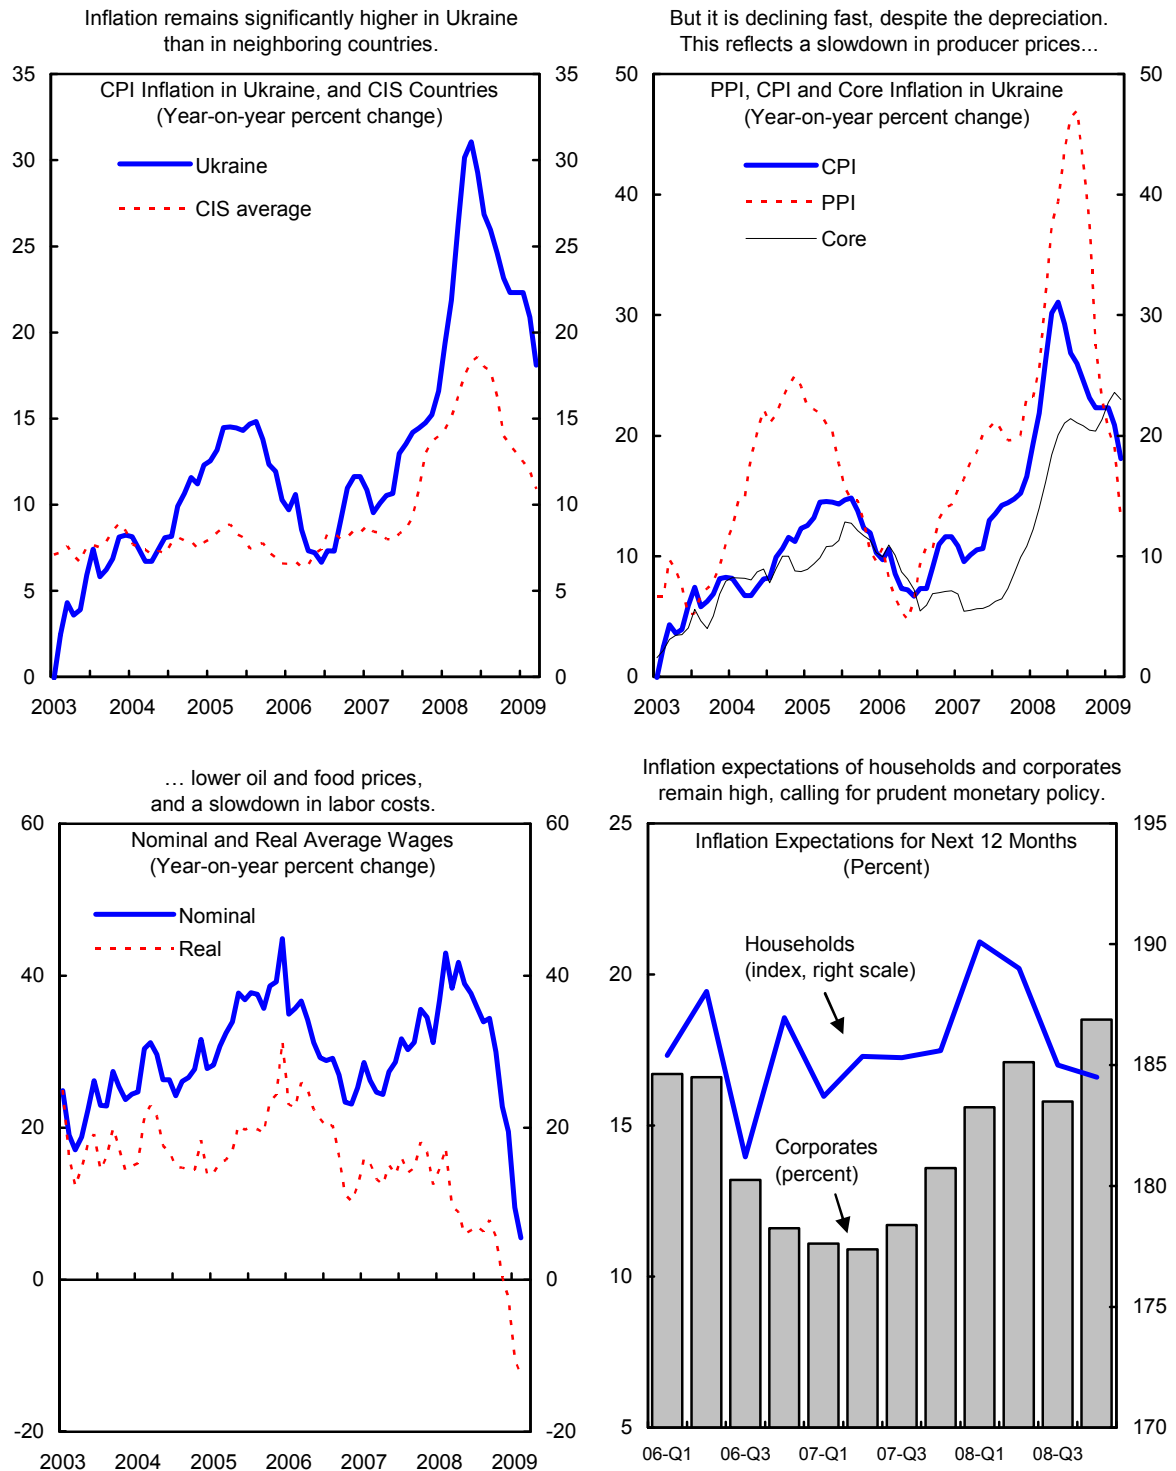 Inflation remains significantly higher in Ukraine
than in neighboring countries.
CPI Inflation in Ukraine, and CIS Countries
(Year-on-year percent change)
Ukraine
CIS average
35
30
25
20
15
10
5
0
35
30
25
20
15
10
5
0
2003 2004 2005 2006 2007 2008 2009
But it is declining fast, despite the depreciation.
This reflects a slowdown in producer prices...
PPI, CPI and Core Inflation in Ukraine
(Year-on-year percent change)
CPI
PPI
Core
50
40
30
20
10
0
50
40
30
20
10
0
2003 2004 2005 2006 2007 2008 2009
… lower oil and food prices,
and a slowdown in labor costs.
Nominal and Real Average Wages
(Year-on-year percent change)
Nominal
Real
60
40
20
0
-20
60
40
20
0
-20
2003 2004 2005 2006 2007 2008 2009
Inflation expectations of households and corporates
remain high, calling for prudent monetary policy.
Inflation Expectations for Next 12 Months
(Percent)
Households
(index, right scale)
Corporates
(percent)
25
20
15
10
5
195
190
185
180
175
170
06-Q1 06-Q3 07-Q1 07-Q3 08-Q1 08-Q3